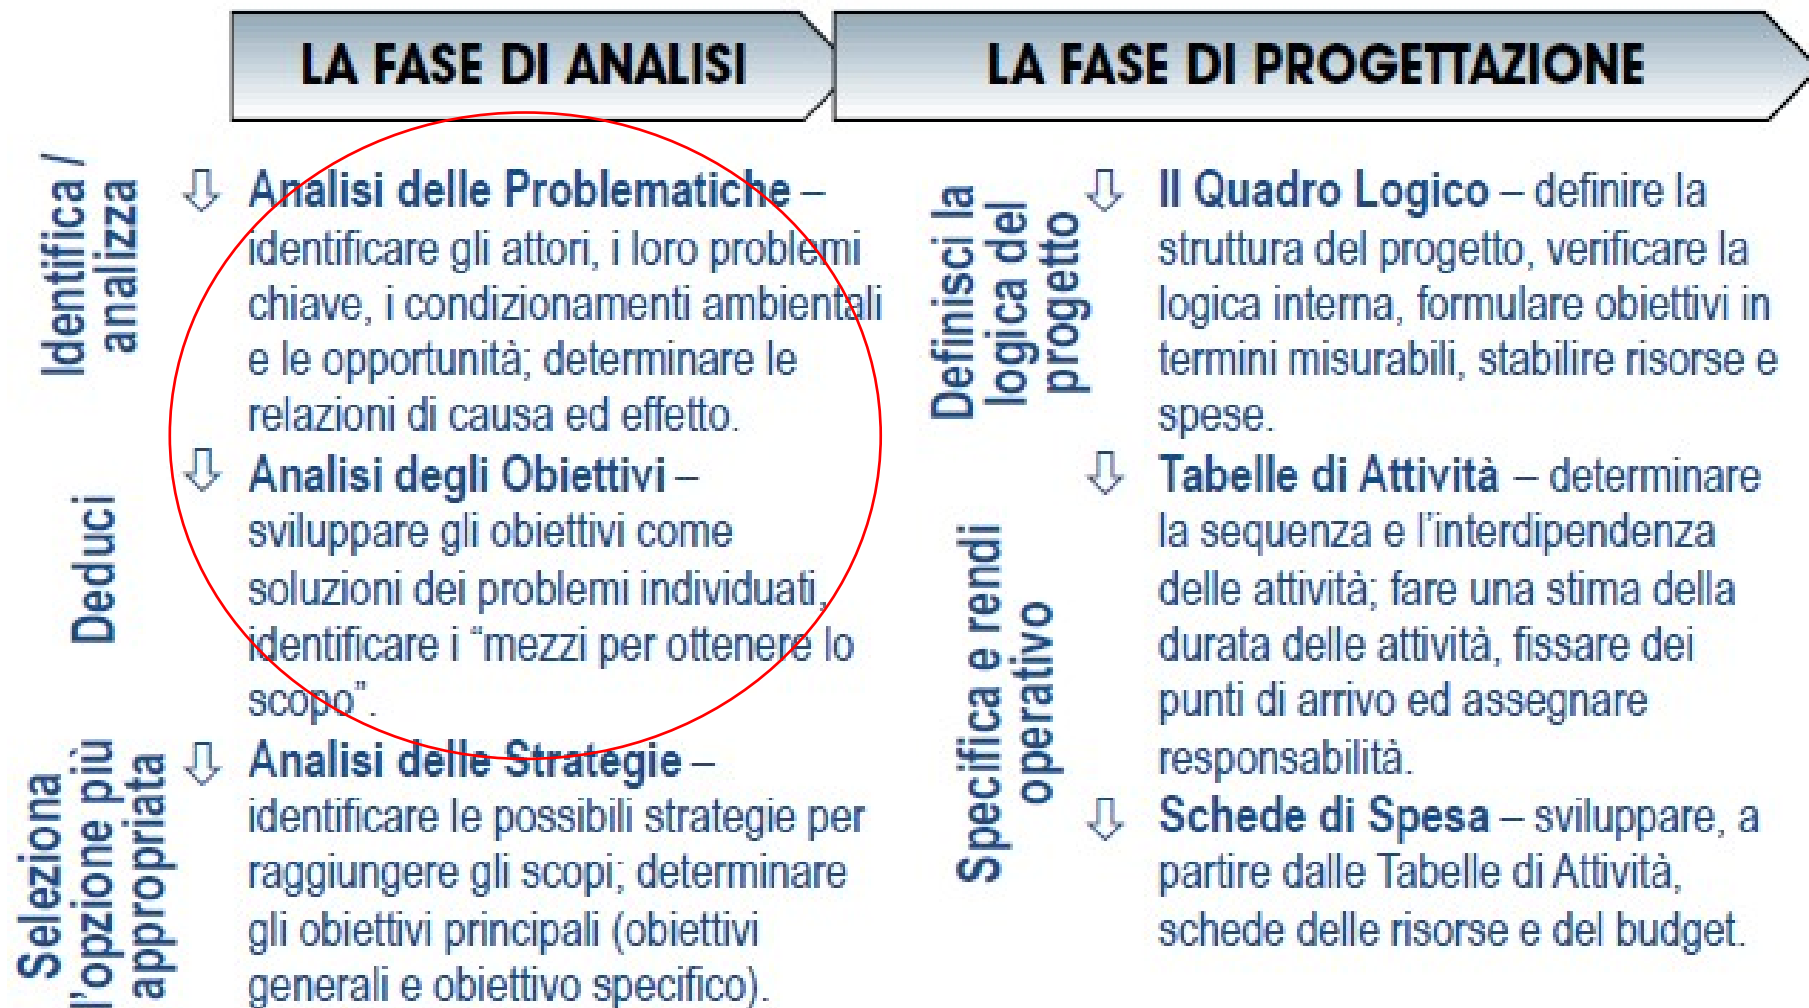 LA FASE DI ANALISI
Identifica /
analizza
Analisi delle Problematiche –
identificare gli attori, i loro problemi
chiave, i condizionamenti ambientali
e le opportunità; determinare le
relazioni di causa ed effetto.
Deduci
Analisi degli Obiettivi –
sviluppare gli obiettivi come
soluzioni dei problemi individuati,
identificare i “mezzi per ottenere lo
scopo”.
Seleziona
l’opzione più
appropriata
Analisi delle Strategie –
identificare le possibili strategie per
raggiungere gli scopi; determinare
gli obiettivi principali (obiettivi
generali e obiettivo specifico).
LA FASE DI PROGETTAZIONE
Definisci la
logica del
progetto
Il Quadro Logico – definire la
struttura del progetto, verificare la
logica interna, formulare obiettivi in
termini misurabili, stabilire risorse e
spese.
Specifica e rendi
operativo
Tabelle di Attività – determinare
la sequenza e l’interdipendenza
delle attività; fare una stima della
durata delle attività, fissare dei
punti di arrivo ed assegnare
responsabilità.
Schede di Spesa – sviluppare, a
partire dalle Tabelle di Attività,
schede delle risorse e del budget.